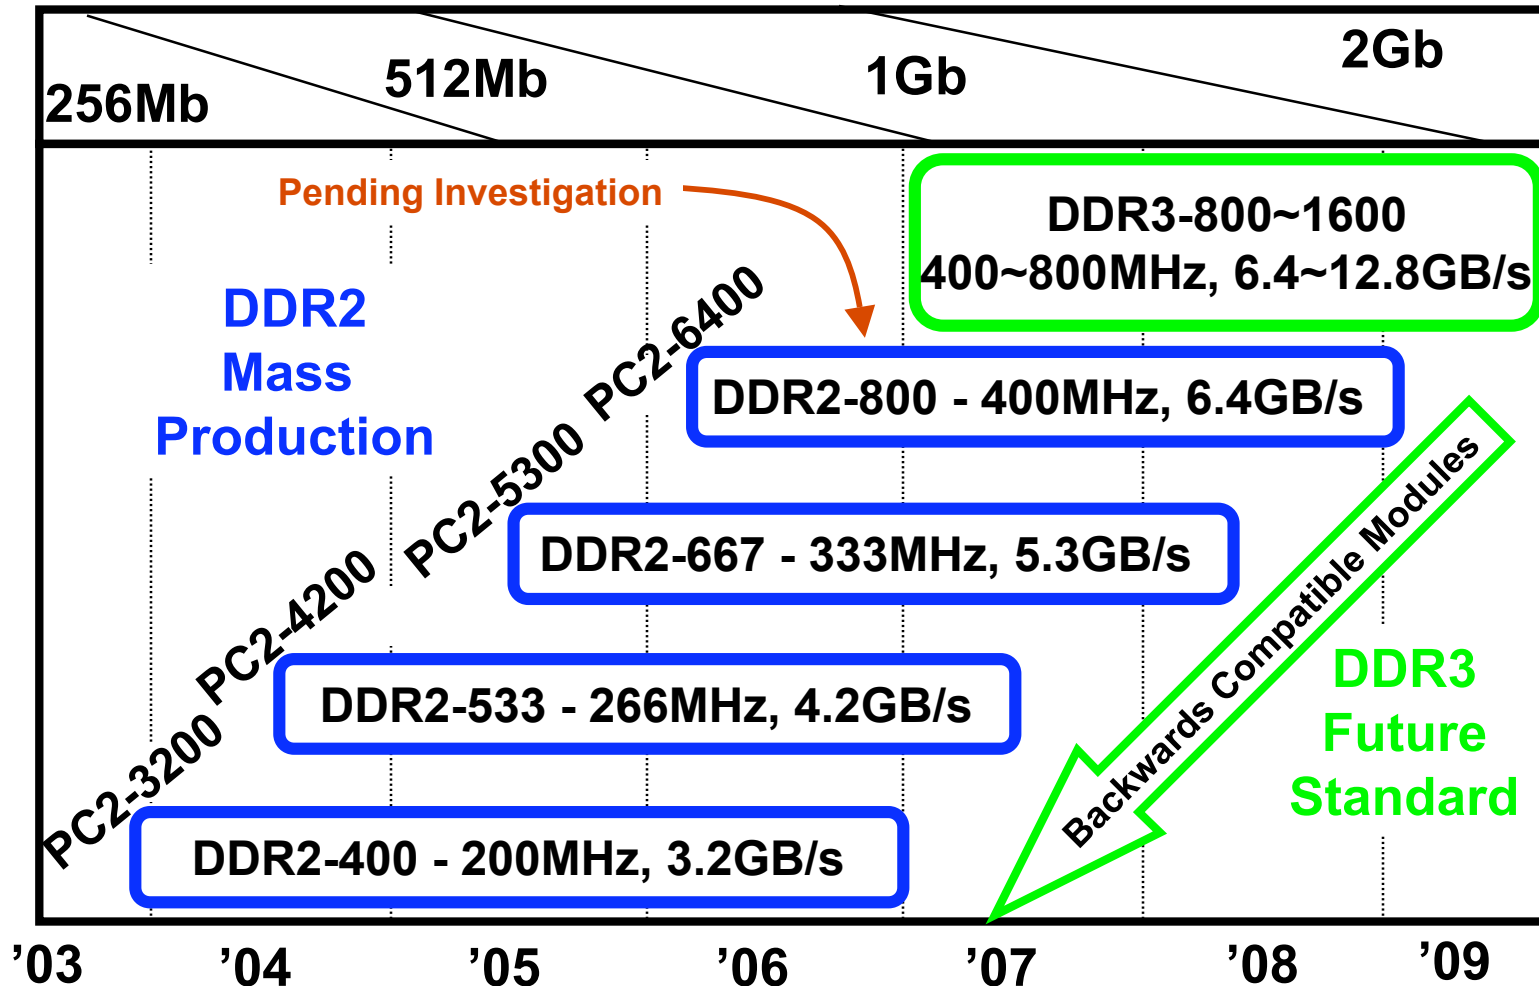 256Mb
512Mb
1Gb
2Gb
Pending Investigation
DDR3-800~1600
400~800MHz, 6.4~12.8GB/s
DDR2
Mass
Production
PC2-6400
DDR2-800 - 400MHz, 6.4GB/s
PC2-5300
DDR2-667 - 333MHz, 5.3GB/s
PC2-4200
DDR2-533 - 266MHz, 4.2GB/s
PC2-3200
DDR2-400 - 200MHz, 3.2GB/s
Backwards Compatible Modules
DDR3
Future
Standard
’03
’04
’05
’06
’07
’08
’09